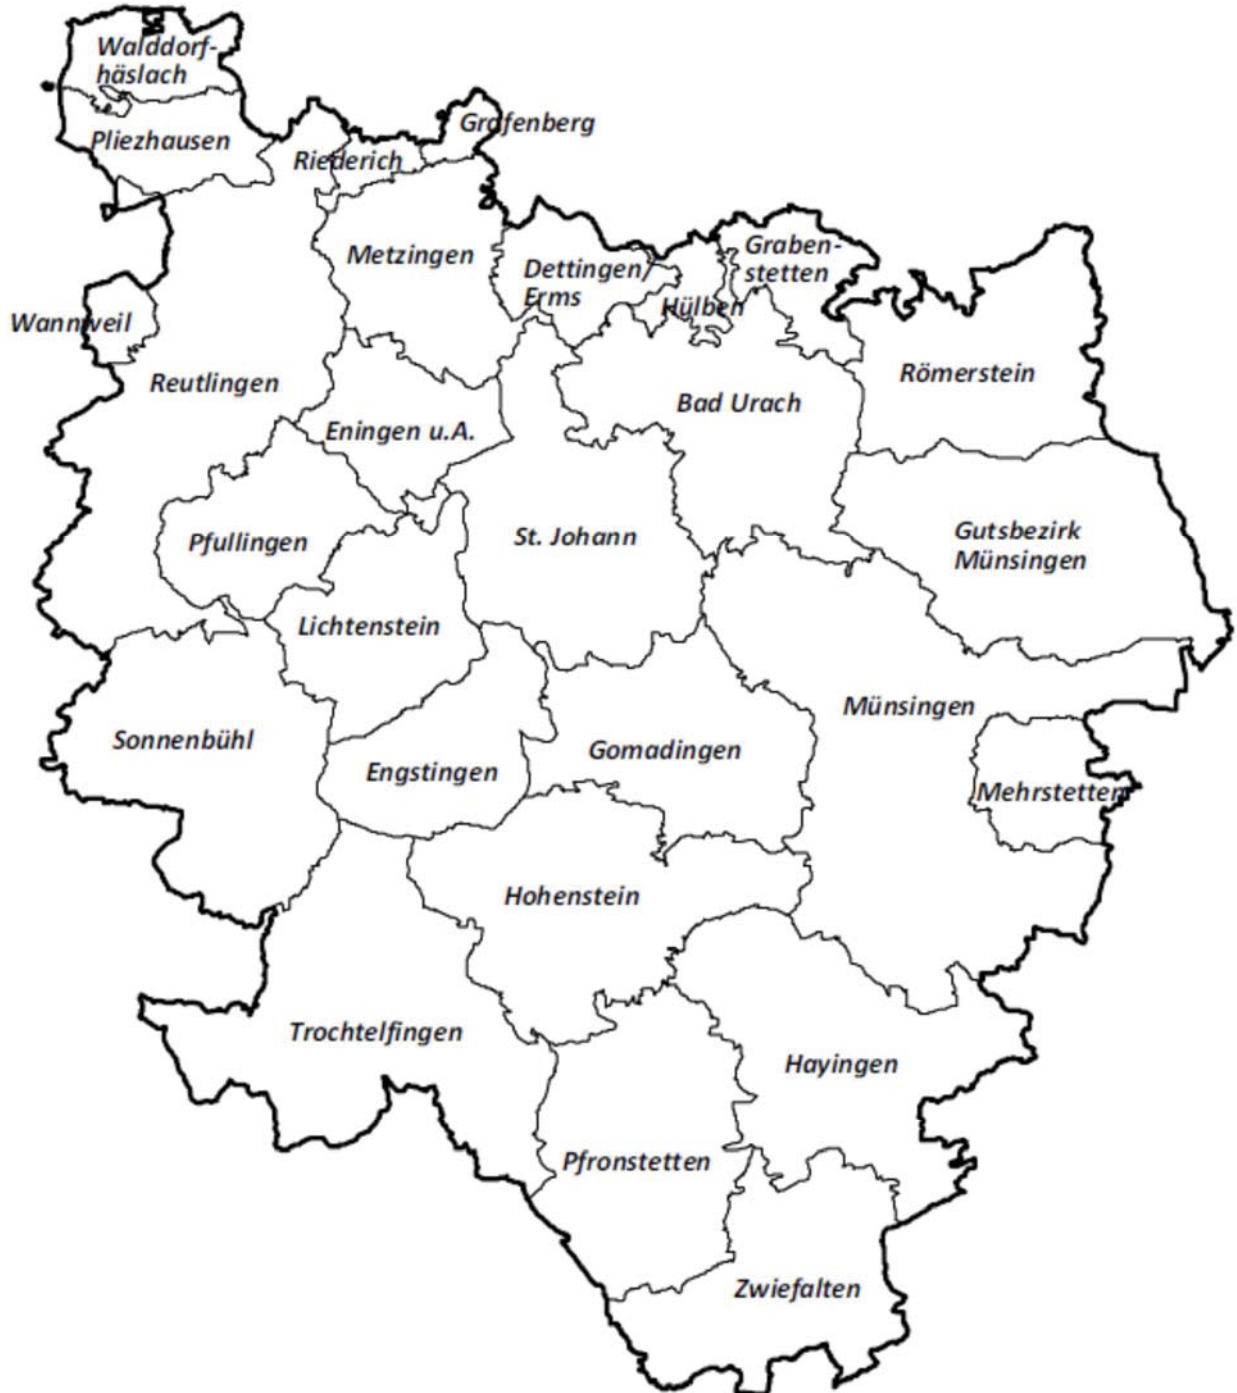 Walddorf-
häslach
Pliezhausen
Grafenberg
Riederich
Metzingen
Dettingen/
Erms
Graben-
stetten
Hülben
Wannweil
Reutlingen
Römerstein
Bad Urach
Eningen u.A.
Pfullingen
St. Johann
Gutsbezirk
Münsingen
Lichtenstein
Münsingen
Sonnenbühl
Gomadingen
Engstingen
Mehrstetten
Hohenstein
Trochtelfingen
Hayingen
Pfronstetten
Zwiefalten